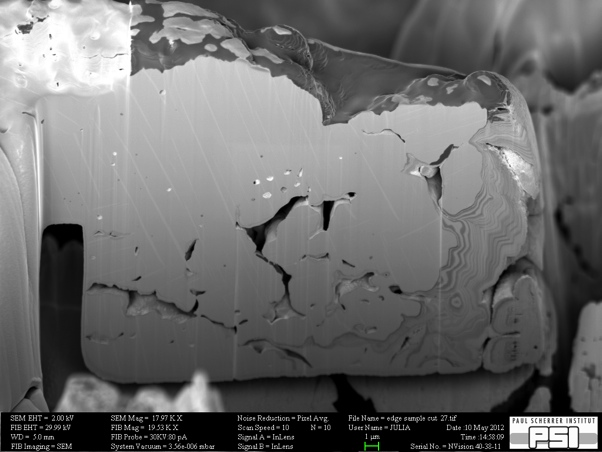 SEM EHT = 2.00 kV
FIB EHT = 29.99 kV
WD = 5.0 mm
FIB Imaging = SEM
SEM Mag = 17.97 K X
FIB Mag = 19.53 K X
FIB Probe = 30KV:80 pA
System Vacuum = 3.56e-006 mbar
Noise Reduction = Pixel Avg.
Scan Speed = 10 N = 10
Signal A = InLens
Signal B = InLens
1 µm
File Name = edge sample cut_27.tif
User Name = JULIA
Date :10 May 2012
Time :14:58:09
Serial No. = NVision 40-38-11
PAUL SCHERRER INSTITUT
PSI